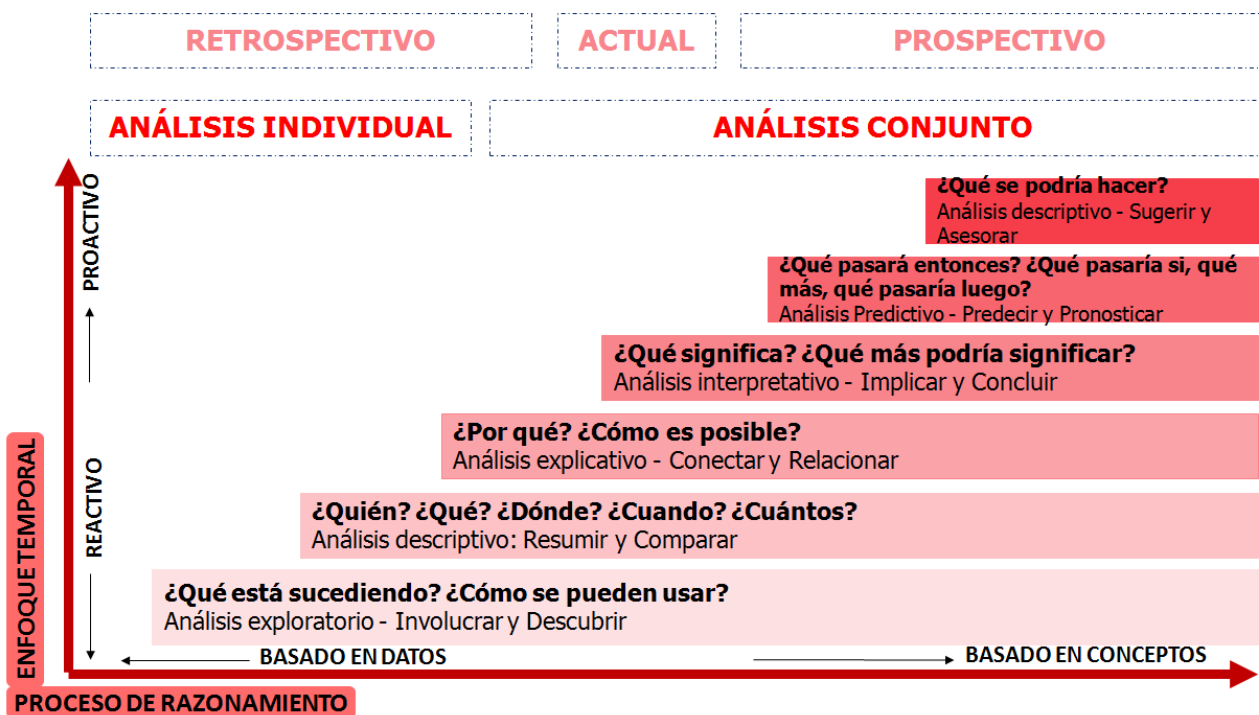 RETROSPECTIVO
ACTUAL
PROSPECTIVO
ANÁLISIS INDIVIDUAL
ANÁLISIS CONJUNTO
¿Qué se podría hacer?
Análisis descriptivo - Sugerir y
Asesorar
¿Qué pasará entonces? ¿Qué pasaría si, qué
más, qué pasaría luego?
Análisis Predictivo - Predecir y Pronosticar
¿Qué significa? ¿Qué más podría significar?
Análisis interpretativo - Implicar y Concluir
¿Por qué? ¿Cómo es posible?
Análisis explicativo - Conectar y Relacionar
¿Quién? ¿Qué? ¿Dónde? ¿Cuando? ¿Cuántos?
Análisis descriptivo: Resumir y Comparar
¿Qué está sucediendo? ¿Cómo se pueden usar?
Análisis exploratorio - Involucrar y Descubrir
PROACTIVO
REACTIVO
ENFOQUE TEMPORAL
BASADO EN DATOS
BASADO EN CONCEPTOS
PROCESO DE RAZONAMIENTO